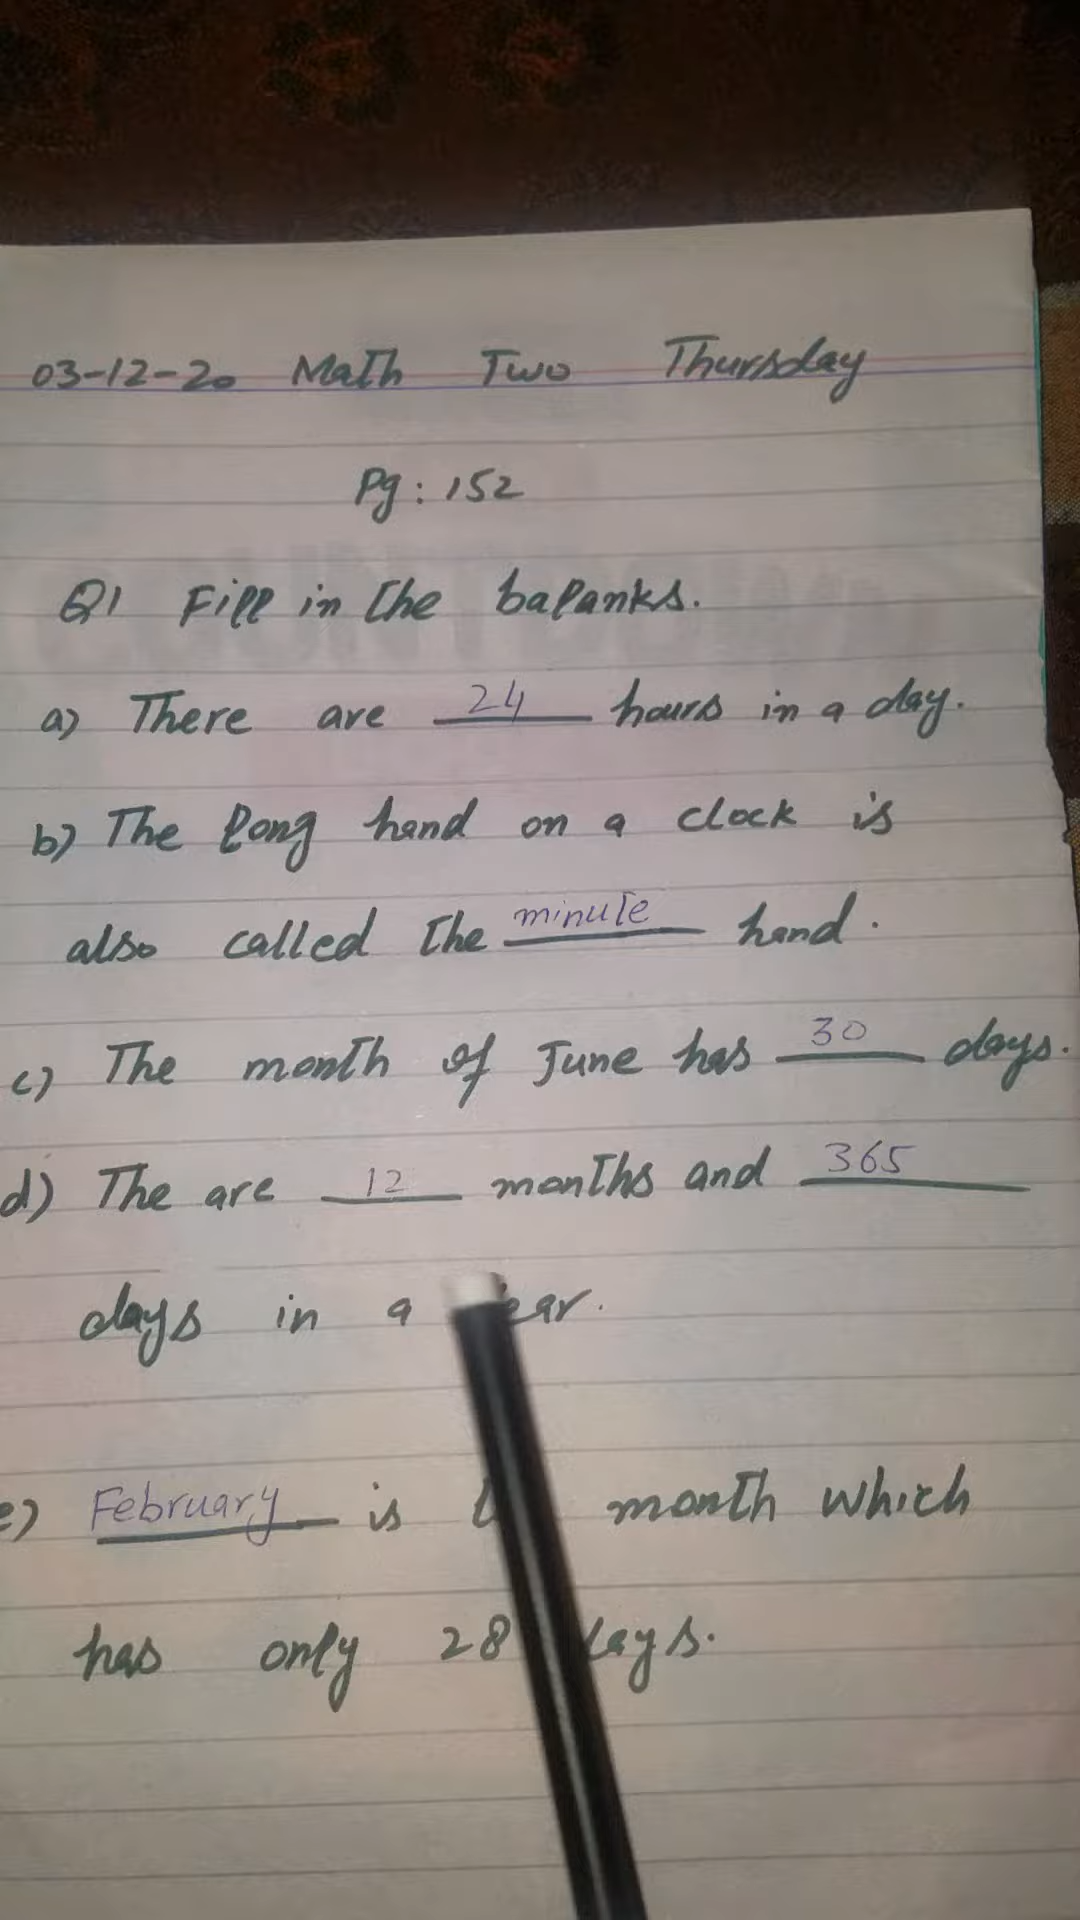 03-12-20 Math Two Thursday
Pg: 152
Q1 Fill in the balanks.
a) There are 24 hours in a day.
b) The long hand on a clock is
also called the minute hand.
c) The month of June has 30 days.
d) The are 12 months and 365
days in a
e) February is month which
has only 28